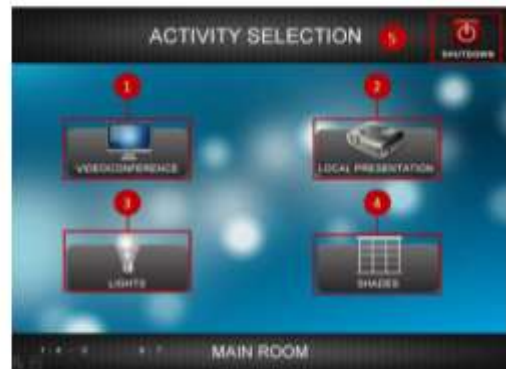 ACTIVITY SELECTION
5
SHUTDOWN
1
2
VIDEOCONFERENCE
LOCAL PRESENTATION
3
4
LIGHTS
SHADES
MAIN ROOM